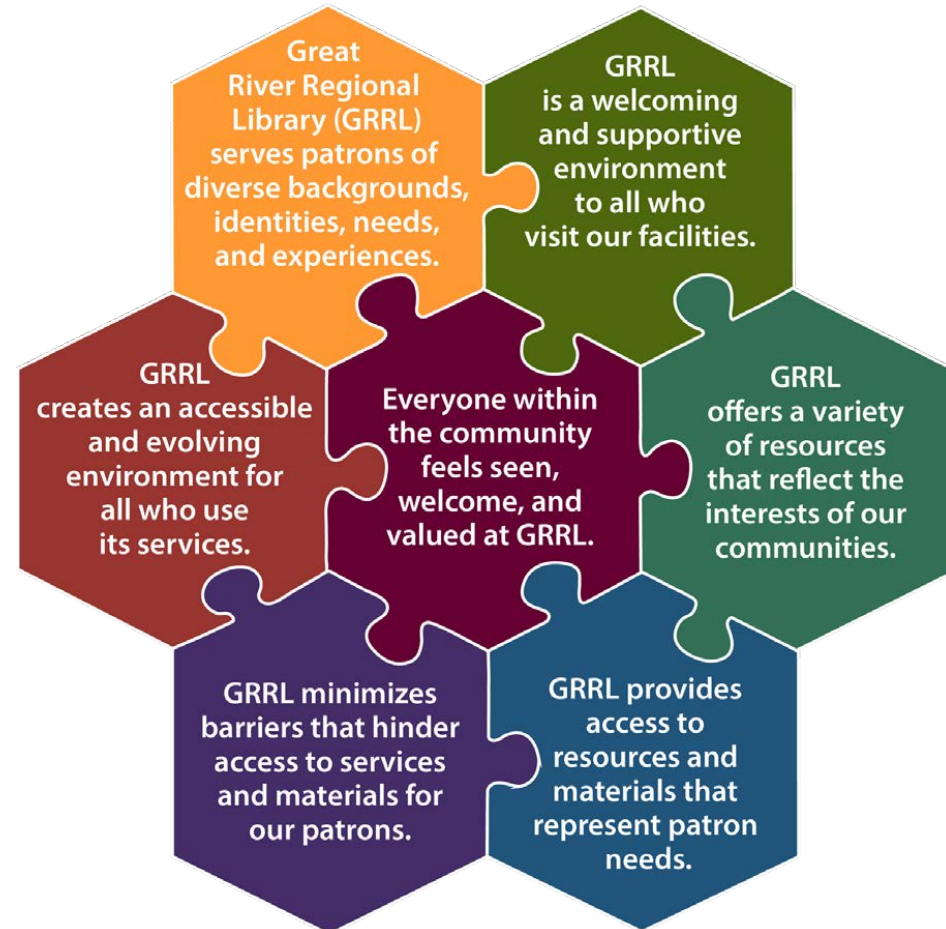 Great
River Regional
Library (GRRL)
serves patrons of
diverse backgrounds,
identities, needs,
and experiences.
GRRL
is a welcoming
and supportive
environment
to all who
visit our facilities.
GRRL
creates an accessible
and evolving
environment for
all who use
its services.
Everyone within
the community
feels seen,
welcome, and
valued at GRRL.
GRRL
offers a variety
of resources
that reflect the
interests of our
communities.
GRRL minimizes
barriers that hinder
access to services
and materials for
our patrons.
GRRL provides
access to
resources and
materials that
represent patron
needs.